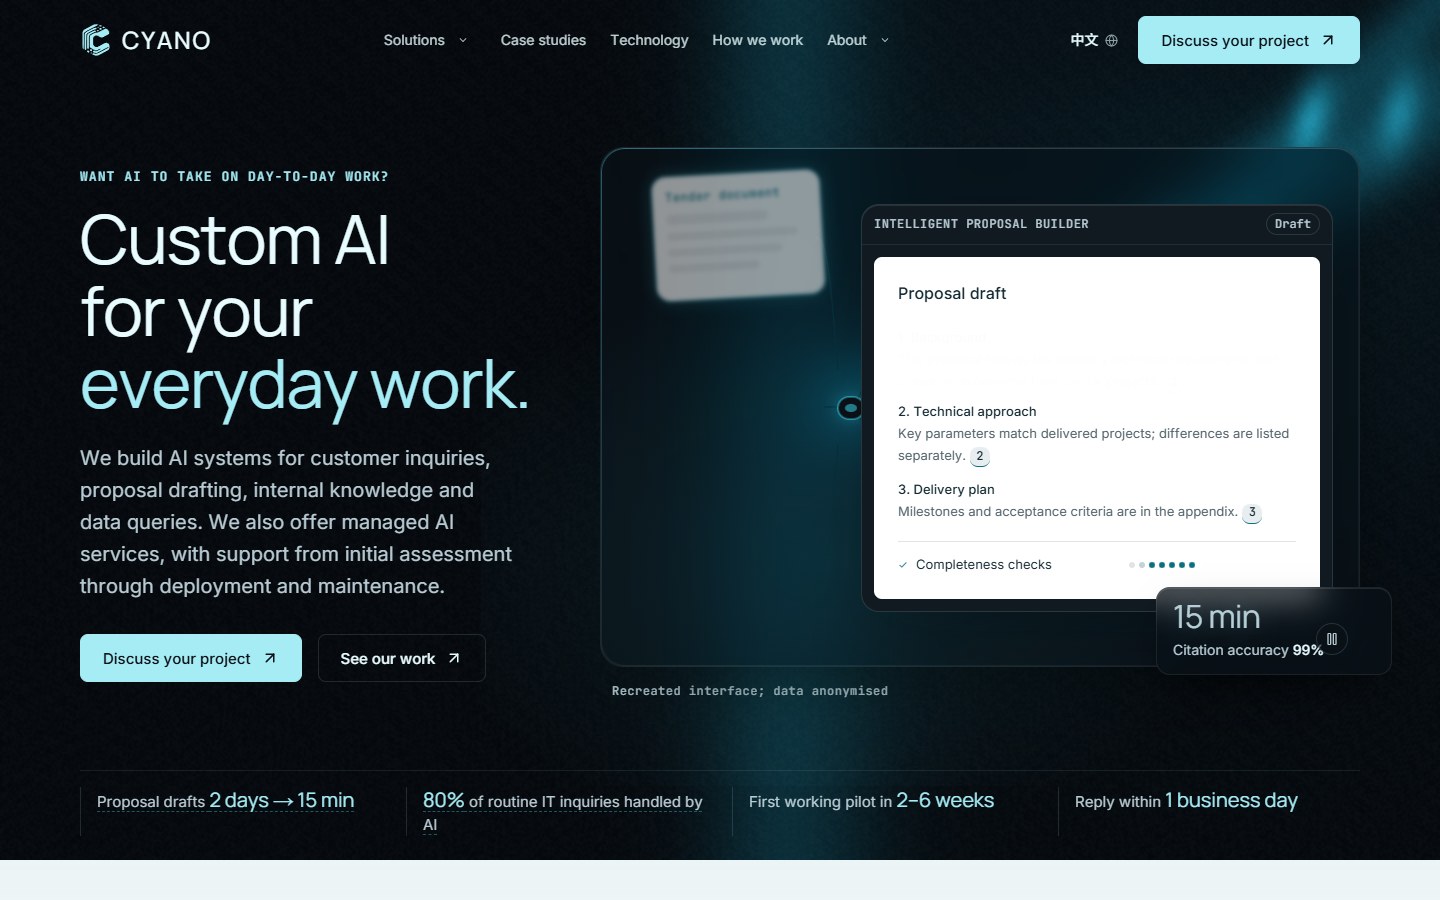 CYANO
Solutions
Case studies
Technology
How we work
About
中文
Discuss your project
WANT AI TO TAKE ON DAY-TO-DAY WORK?
Custom AI
for your
everyday work.
We build AI systems for customer inquiries,
proposal drafting, internal knowledge and
data queries. We also offer managed AI
services, with support from initial assessment
through deployment and maintenance.
Discuss your project
See our work
Tender document
INTELLIGENT PROPOSAL BUILDER
Draft
Proposal draft
2. Technical approach
Key parameters match delivered projects; differences are listed
separately. 2
3. Delivery plan
Milestones and acceptance criteria are in the appendix. 3
Completeness checks
15 min
Citation accuracy 99%
Recreated interface; data anonymised
Proposal drafts 2 days → 15 min
80% of routine IT inquiries handled by
AI
First working pilot in 2–6 weeks
Reply within 1 business day